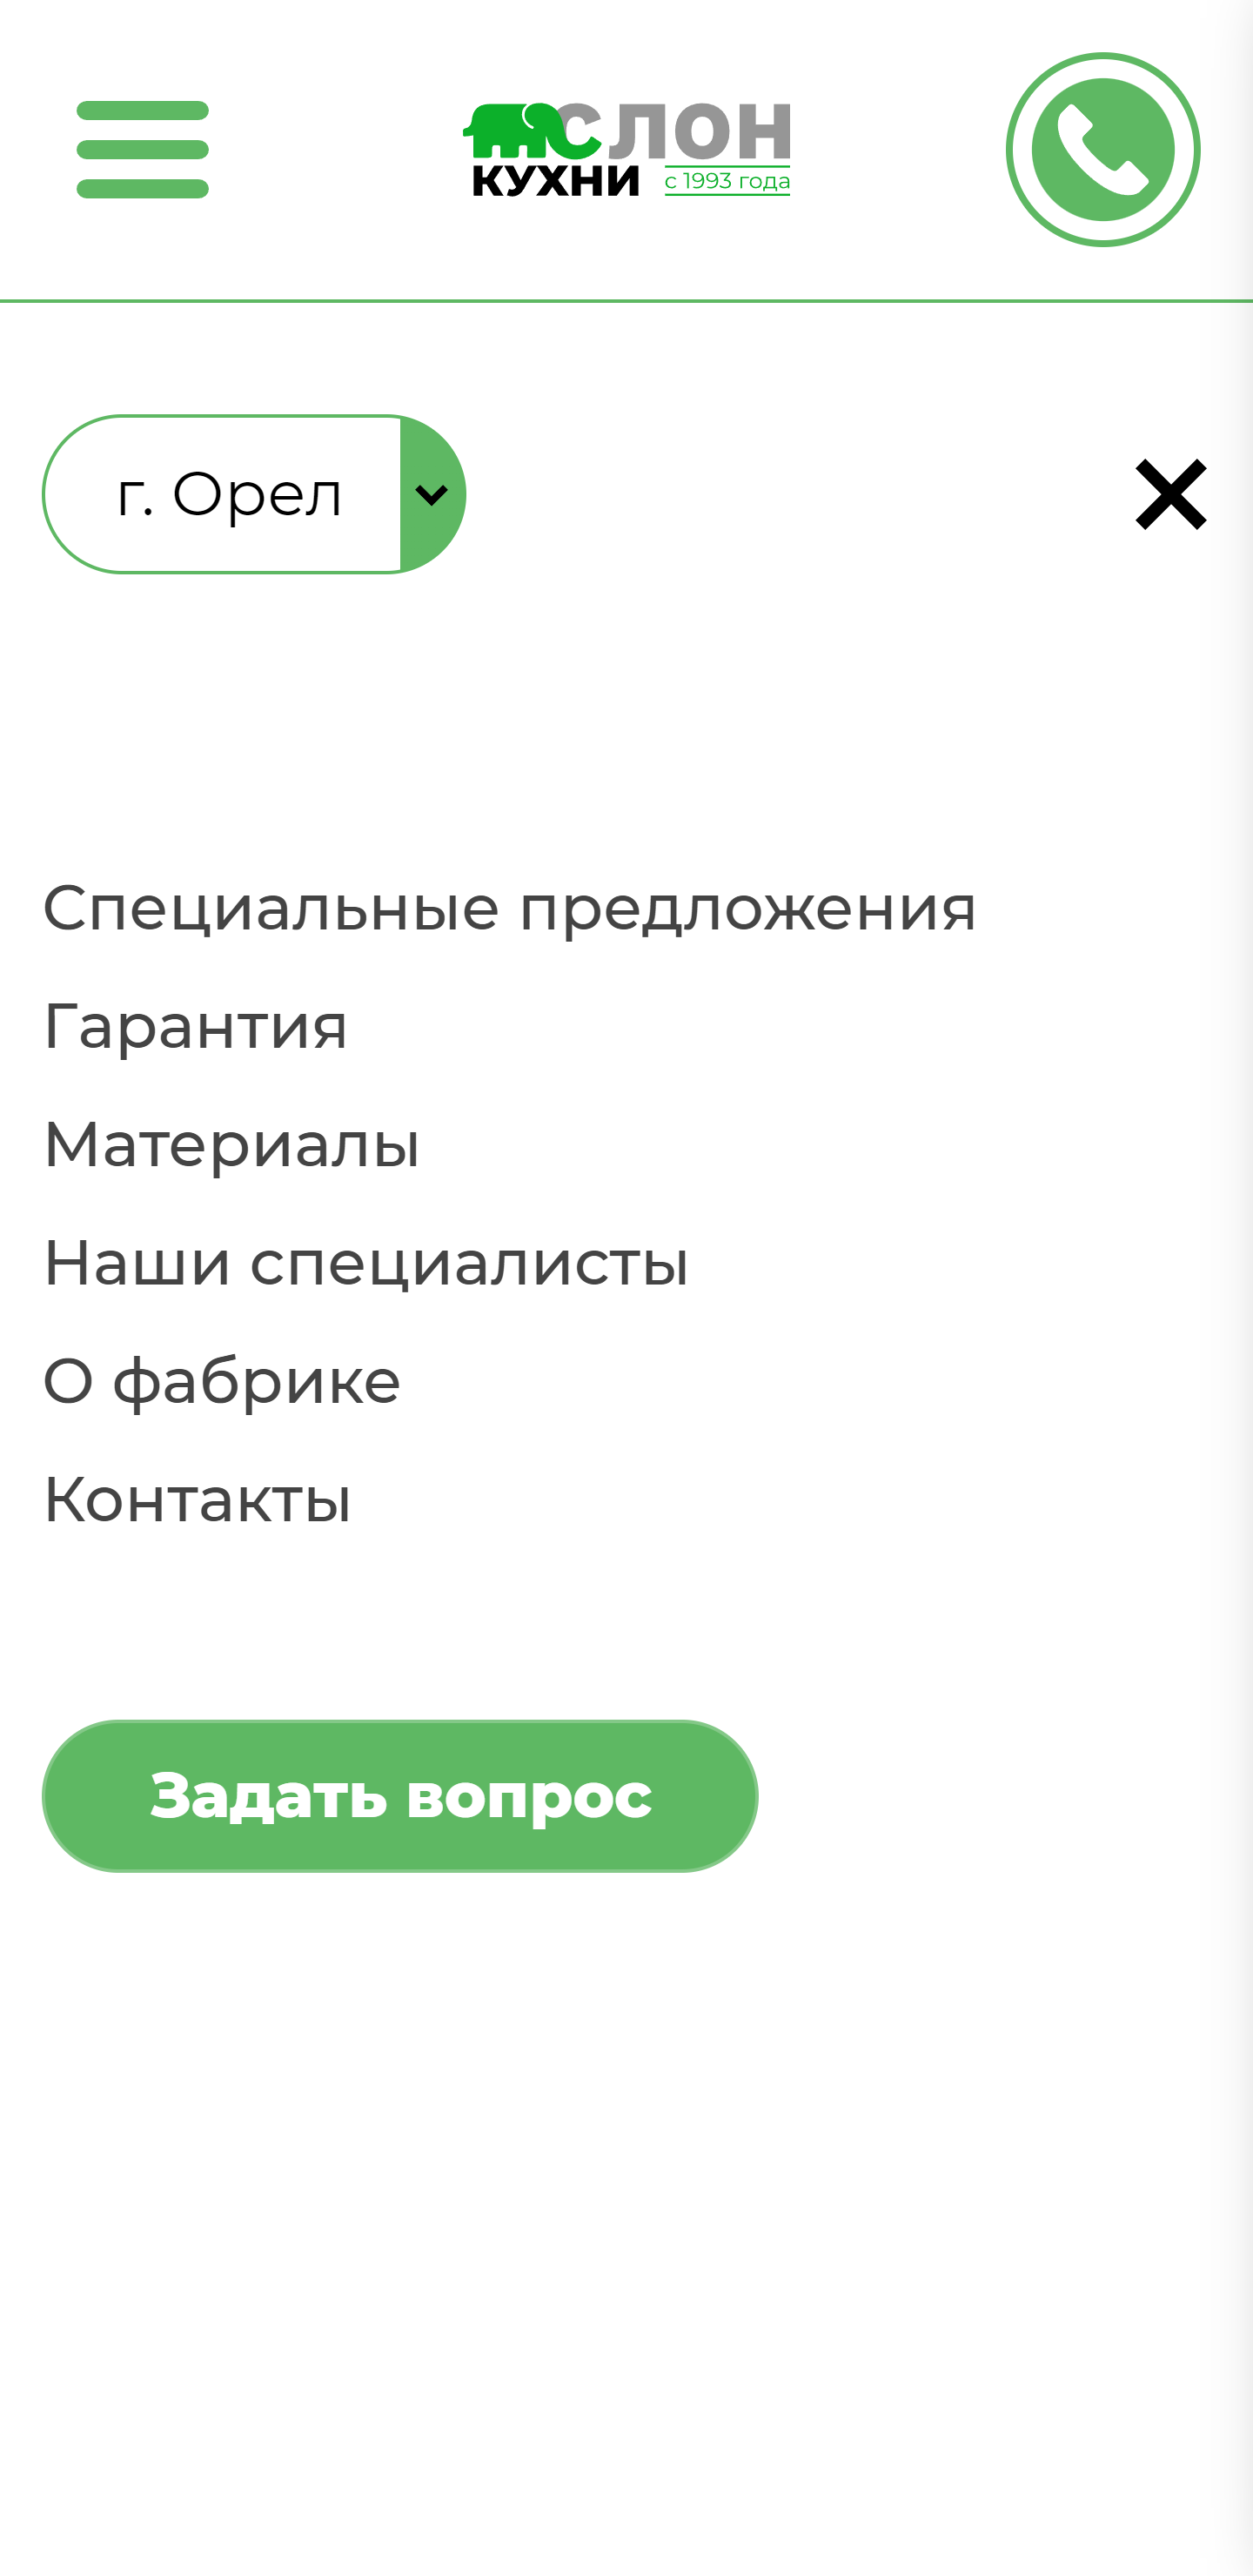 СЛОН
КУХНИ с 1993 года
г. Орел
Специальные предложения
Гарантия
Материалы
Наши специалисты
О фабрике
Контакты
Задать вопрос